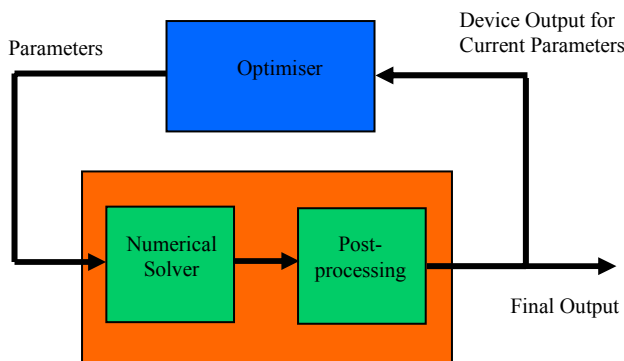 Parameters
Optimiser
Device Output for
Current Parameters
Numerical
Solver
Post-
processing
Final Output